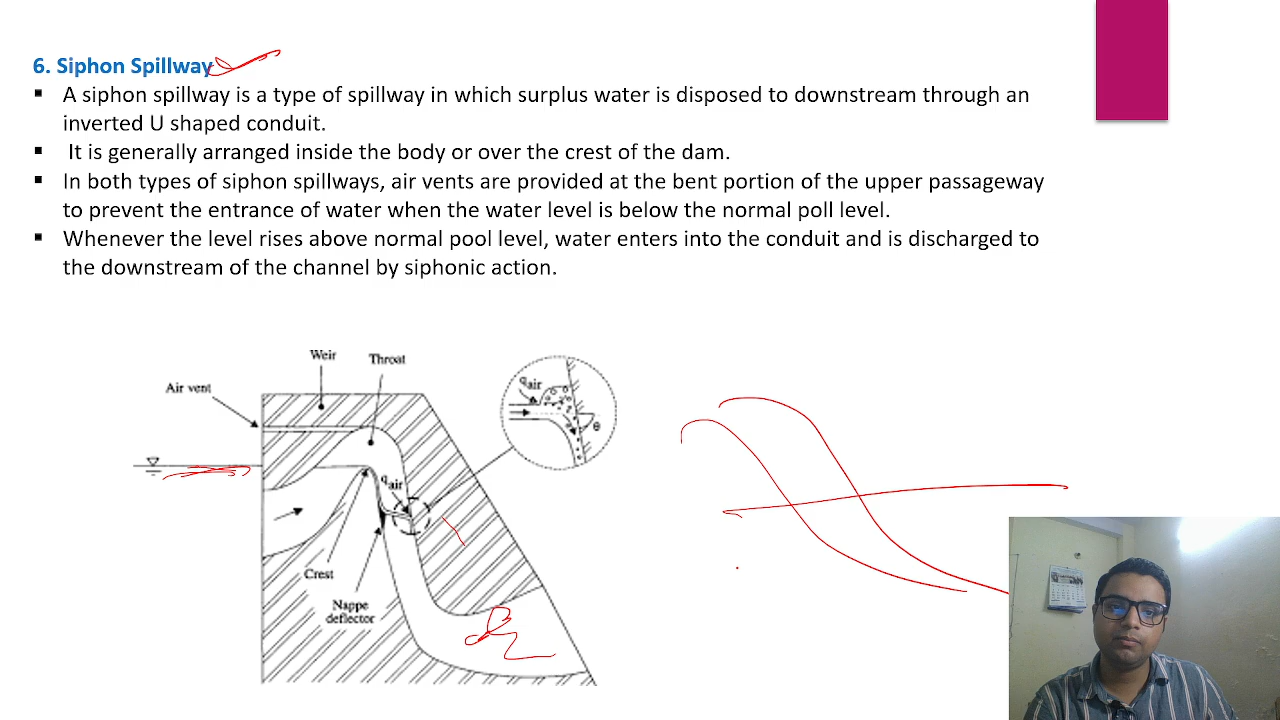 6. Siphon Spillway
▪ A siphon spillway is a type of spillway in which surplus water is disposed to downstream through an
inverted U shaped conduit.
▪ It is generally arranged inside the body or over the crest of the dam.
▪ In both types of siphon spillways, air vents are provided at the bent portion of the upper passageway
to prevent the entrance of water when the water level is below the normal poll level.
▪ Whenever the level rises above normal pool level, water enters into the conduit and is discharged to
the downstream of the channel by siphonic action.
Weir
Throat
Air vent
qair
θ
qair
Crest
Nappe
deflector